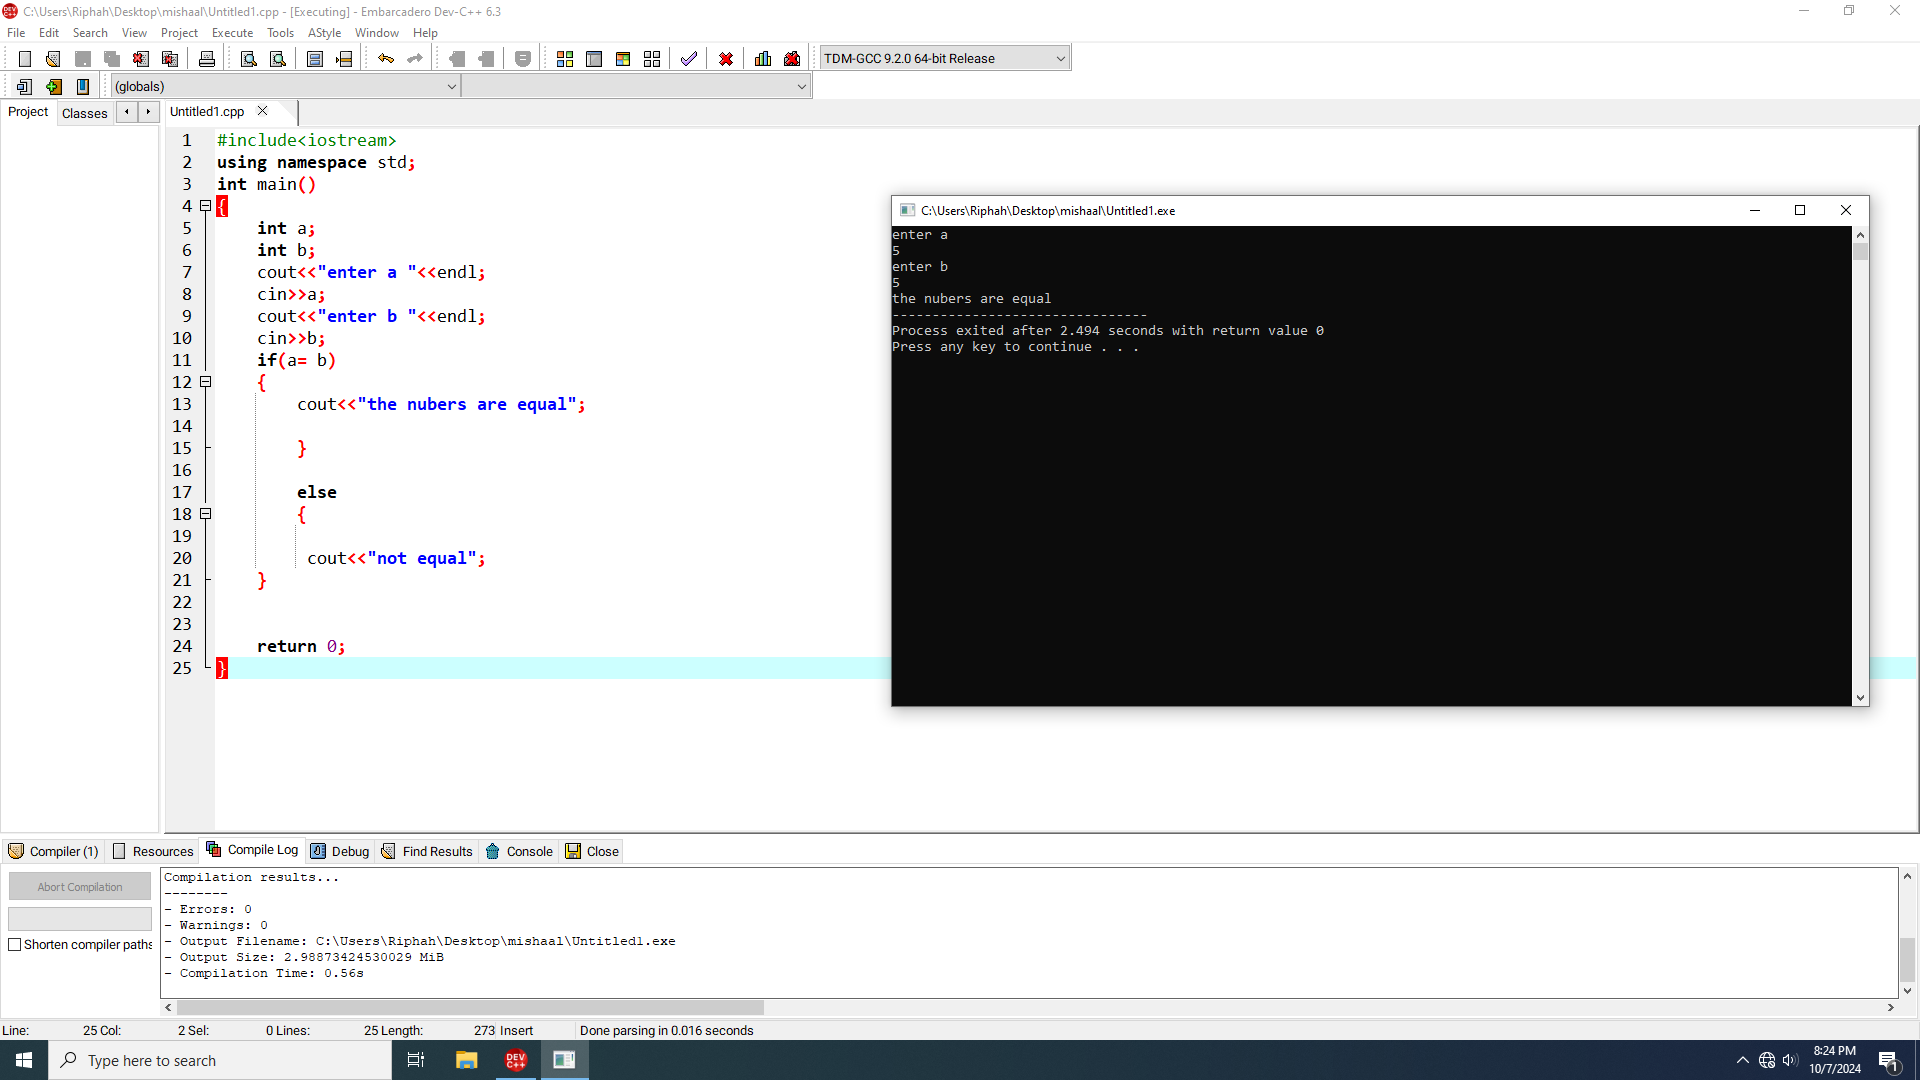 C:\Users\Riphah\Desktop\mishaal\Untitled1.cpp - [Executing] - Embarcadero Dev-C++ 6.3
File Edit Search View Project Execute Tools AStyle Window Help
TDM-GCC 9.2.0 64-bit Release
(globals)
Project Classes
Untitled1.cpp
1 #include<iostream>
2 using namespace std;
3 int main()
4 {
5 int a;
6 int b;
7 cout<<"enter a "<<endl;
8 cin>>a;
9 cout<<"enter b "<<endl;
10 cin>>b;
11 if(a= b)
12 {
13 cout<<"the nubers are equal";
14
15 }
16
17 else
18 {
19
20 cout<<"not equal";
21 }
22
23
24 return 0;
25 }
C:\Users\Riphah\Desktop\mishaal\Untitled1.exe
enter a
5
enter b
5
the nubers are equal
--------------------------------
Process exited after 2.494 seconds with return value 0
Press any key to continue . . .
Compiler (1) Resources Compile Log Debug Find Results Console Close
Abort Compilation
Shorten compiler paths
Compilation results...
--------
- Errors: 0
- Warnings: 0
- Output Filename: C:\Users\Riphah\Desktop\mishaal\Untitled1.exe
- Output Size: 2.98873424530029 MiB
- Compilation Time: 0.56s
Line: 25 Col: 2 Sel: 0 Lines: 25 Length: 273 Insert Done parsing in 0.016 seconds
Type here to search
DEV C++
8:24 PM
10/7/2024
1